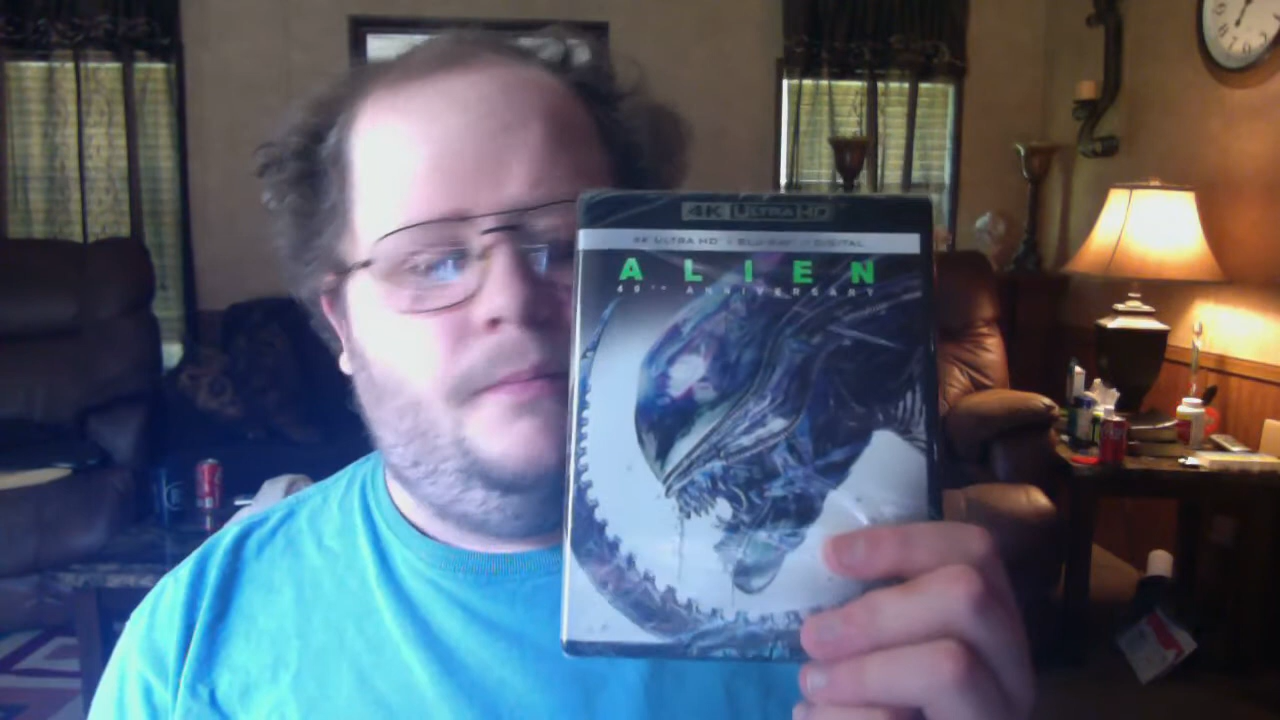 4K ULTRA HD
4K ULTRA HD + BLU-RAY + DIGITAL
ALIEN
40TH ANNIVERSARY